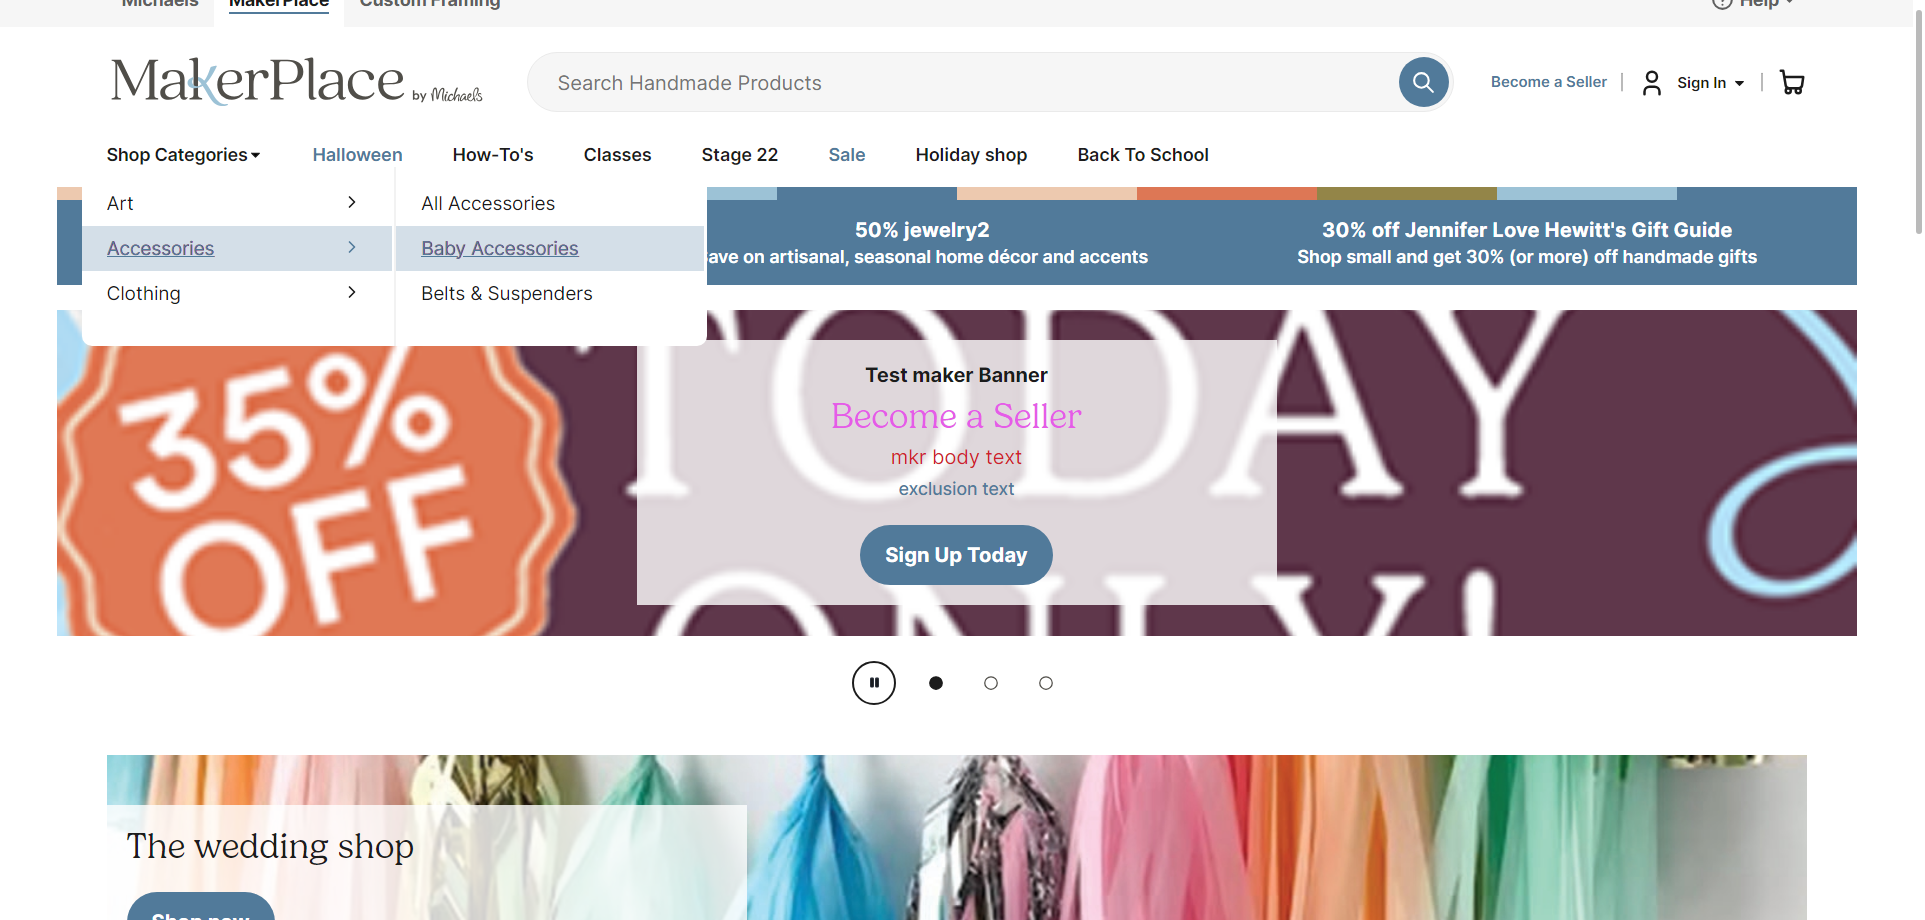 Michaels MakerPlace Custom Framing Help
MakerPlace by Michaels
Search Handmade Products
Become a Seller
Sign In
Shop Categories Halloween How-To's Classes Stage 22 Sale Holiday shop Back To School
Art
Accessories
Clothing
All Accessories
Baby Accessories
Belts & Suspenders
50% jewelry2
ave on artisanal, seasonal home décor and accents
30% off Jennifer Love Hewitt's Gift Guide
Shop small and get 30% (or more) off handmade gifts
35%
OFF
TODAY
ONLY!
Test maker Banner
Become a Seller
mkr body text
exclusion text
Sign Up Today
The wedding shop
Shop now